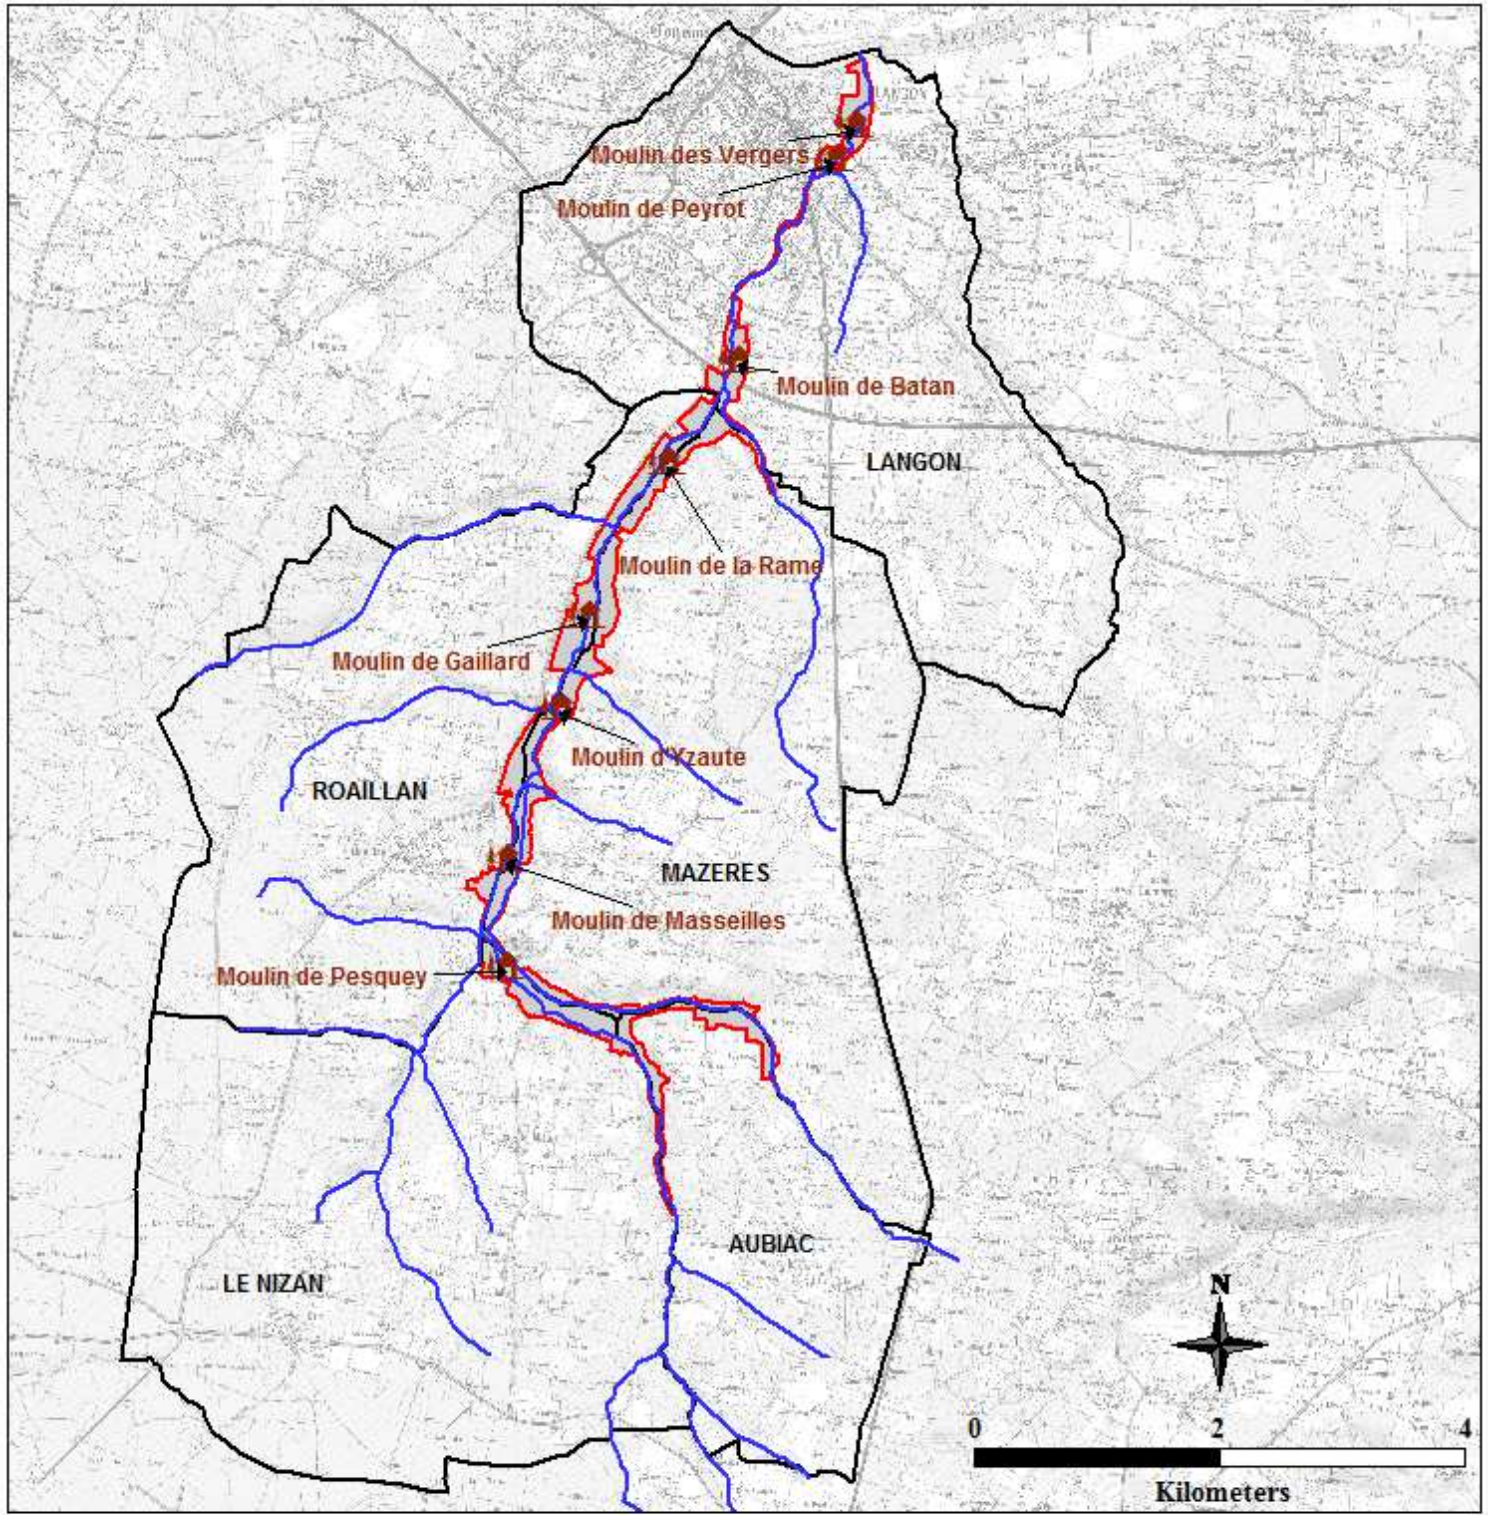 Moulin des Vergers
Moulin de Peyrot
Moulin de Batan
LANGON
Moulin de la Rame
Moulin de Gaillard
Moulin d'Yzaute
ROAILLAN
MAZERES
Moulin de Masseilles
Moulin de Pesquey
AUBIAC
LE NIZAN
N
0 2 4
Kilometers